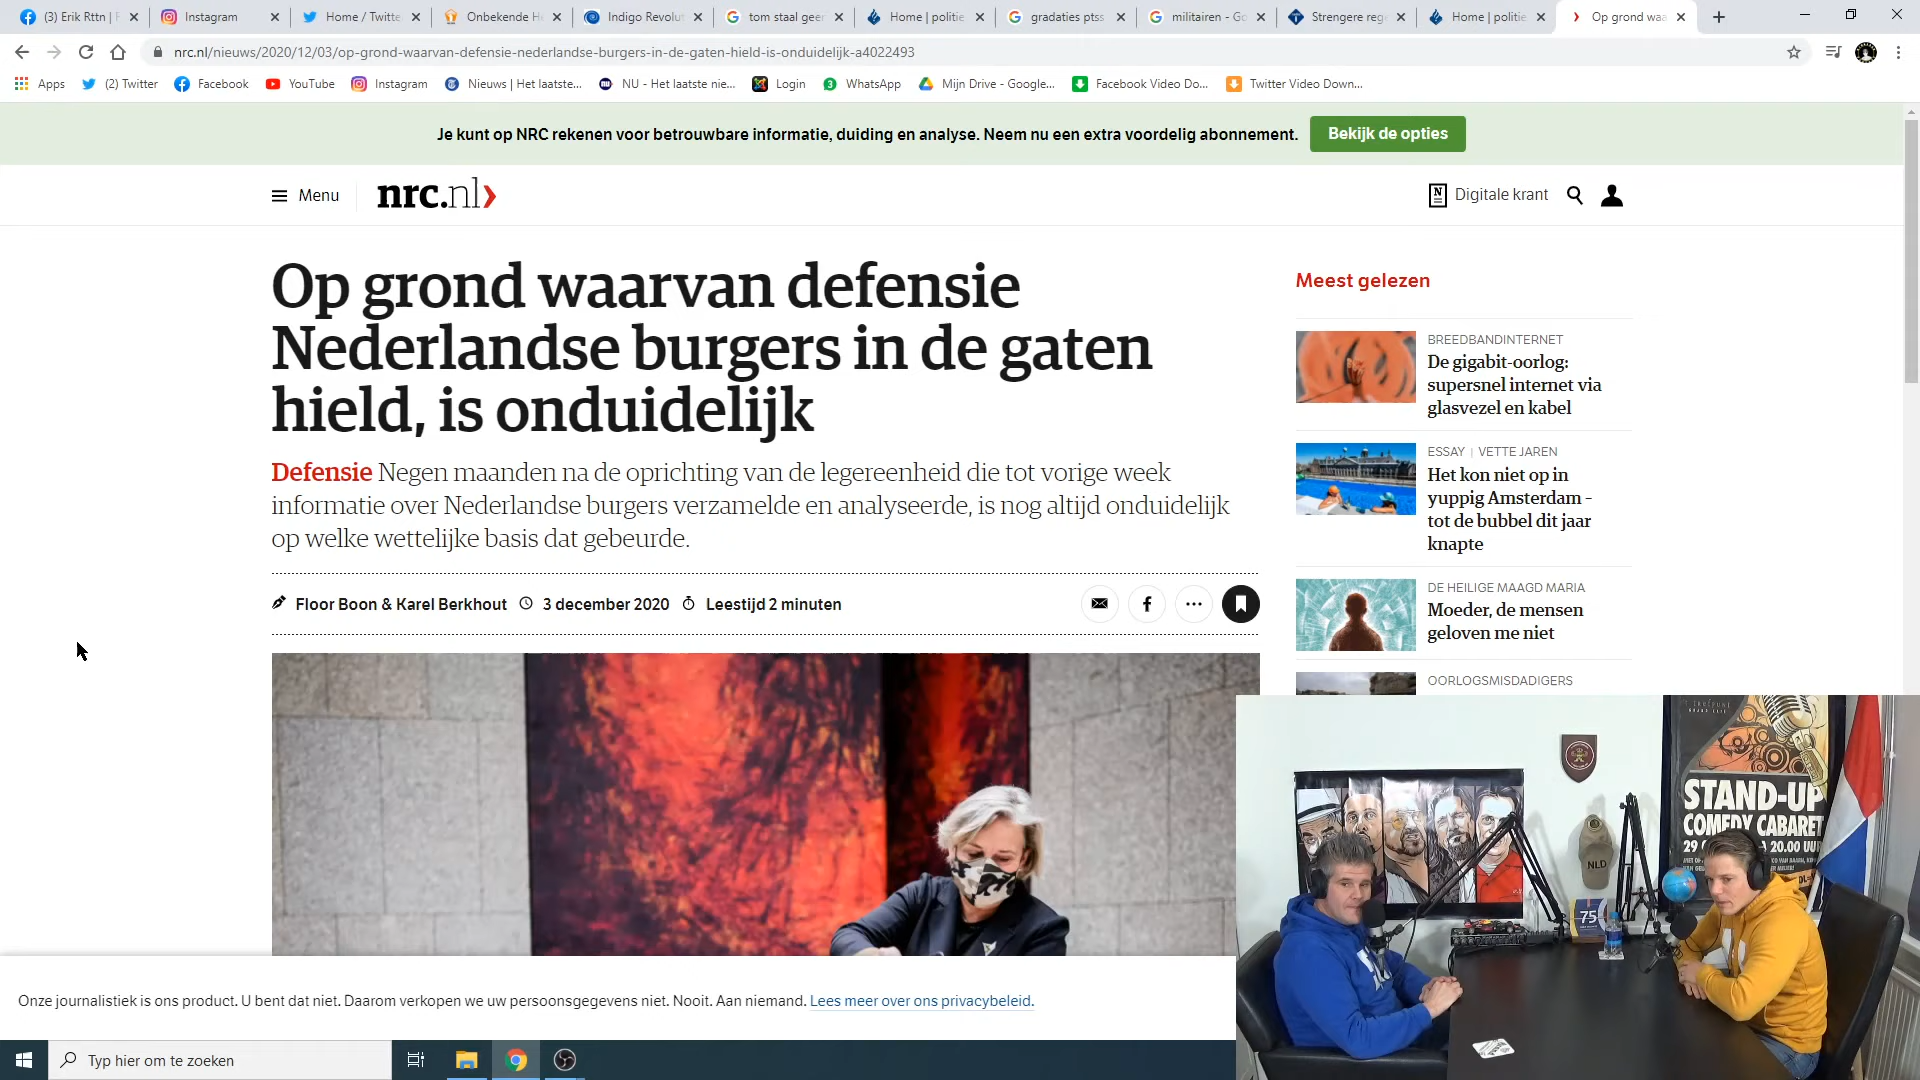 (3) Erik Rttn |
Instagram
Home / Twitte
Onbekende H
Indigo Revolu
tom staal geer
Home | politie
gradaties ptss
militairen - Go
Strengere reg
Home | politie
Op grond waa
nrc.nl/nieuws/2020/12/03/op-grond-waarvan-defensie-nederlandse-burgers-in-de-gaten-hield-is-onduidelijk-a4022493
Apps
(2) Twitter
Facebook
YouTube
Instagram
Nieuws | Het laatste...
NU - Het laatste nie...
Login
WhatsApp
Mijn Drive - Google...
Facebook Video Do...
Twitter Video Down...
Je kunt op NRC rekenen voor betrouwbare informatie, duiding en analyse. Neem nu een extra voordelig abonnement.
Bekijk de opties
Menu
nrc.nl
Digitale krant
Op grond waarvan defensie
Nederlandse burgers in de gaten
hield, is onduidelijk
Defensie Negen maanden na de oprichting van de legereenheid die tot vorige week
informatie over Nederlandse burgers verzamelde en analyseerde, is nog altijd onduidelijk
op welke wettelijke basis dat gebeurde.
Floor Boon & Karel Berkhout
3 december 2020
Leestijd 2 minuten
Meest gelezen
BREEDBANDINTERNET
De gigabit-oorlog:
supersnel internet via
glasvezel en kabel
ESSAY | VETTE JAREN
Het kon niet op in
yuppig Amsterdam –
tot de bubbel dit jaar
knapte
DE HEILIGE MAAGD MARIA
Moeder, de mensen
geloven me niet
OORLOGSMISDADIGERS
STAND-UP
COMEDY CABARET
20.00 UUR
NLD
75
Onze journalistiek is ons product. U bent dat niet. Daarom verkopen we uw persoonsgegevens niet. Nooit. Aan niemand. Lees meer over ons privacybeleid.
Typ hier om te zoeken